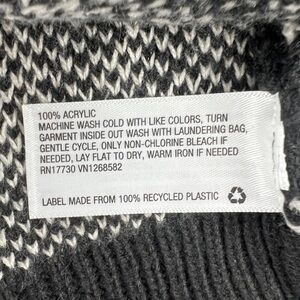 100% ACRYLIC
MACHINE WASH COLD WITH LIKE COLORS, TURN
GARMENT INSIDE OUT WASH WITH LAUNDERING BAG,
GENTLE CYCLE, ONLY NON-CHLORINE BLEACH IF
NEEDED, LAY FLAT TO DRY, WARM IRON IF NEEDED
RN17730 VN1268582
LABEL MADE FROM 100% RECYCLED PLASTIC